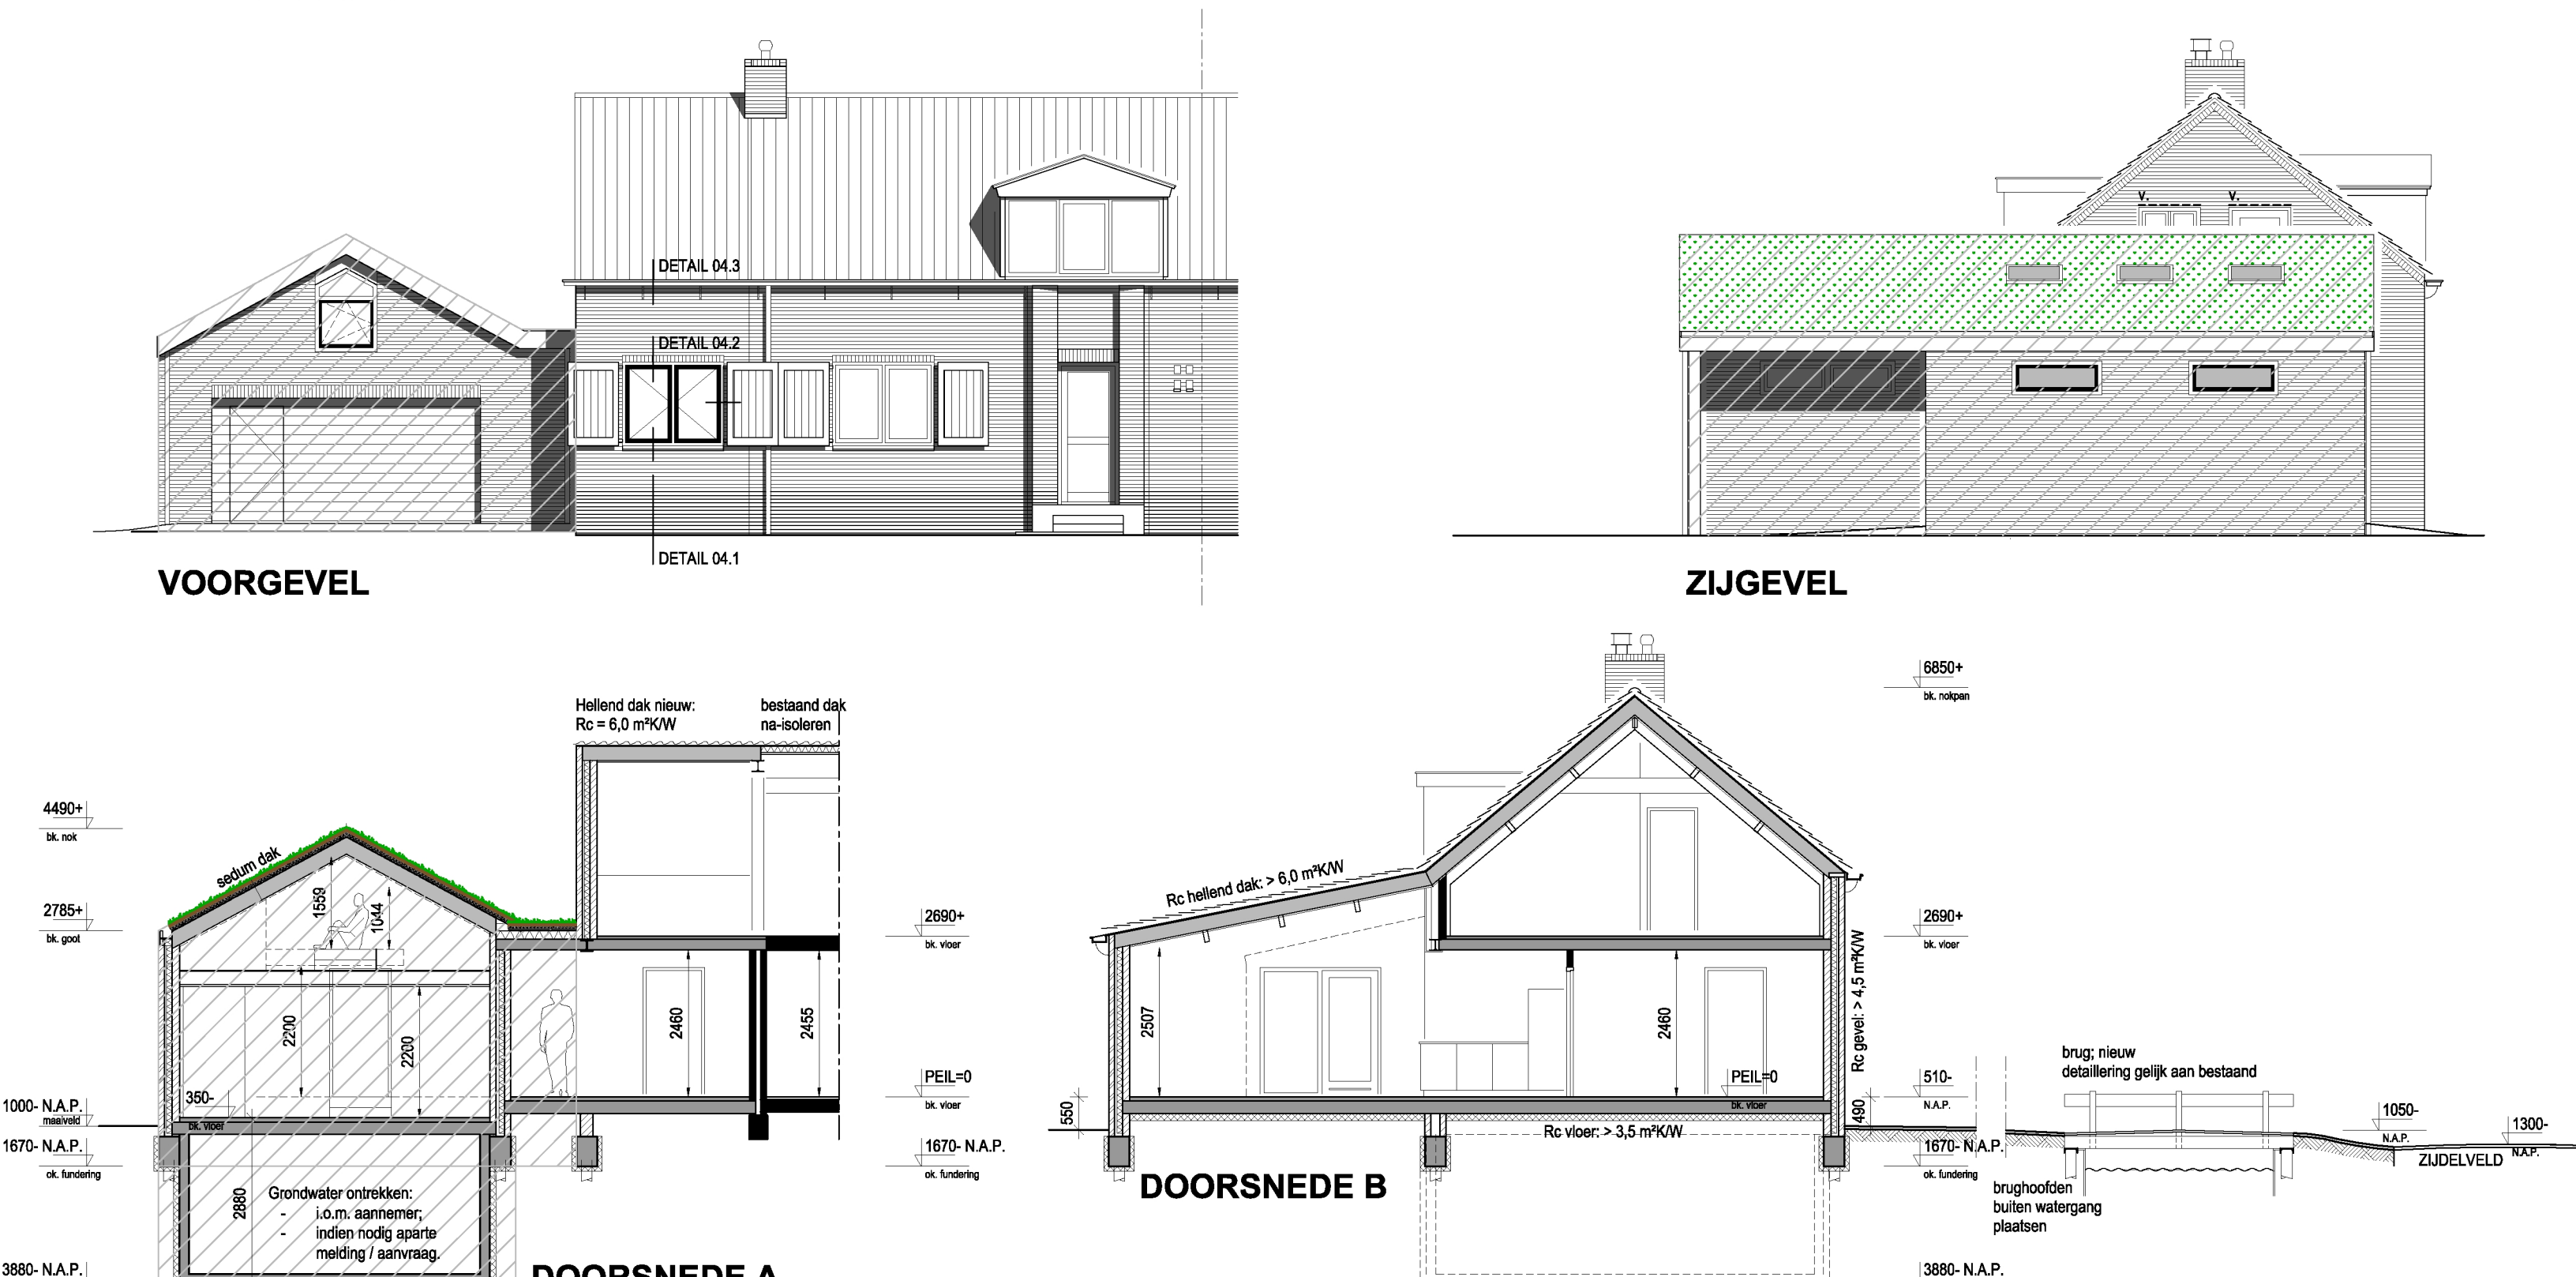 DETAIL 04.3
DETAIL 04.2
DETAIL 04.1
VOORGEVEL
V.
V.
ZIJGEVEL
Hellend dak nieuw:
Rc = 6,0 m²K/W
bestaand dak
na-isoleren
4490+
bk. nok
2785+
bk. goot
sedum dak
1559
1044
2200
2200
350-
bk. vloer
1000- N.A.P.
maaiveld
1670- N.A.P.
ok. fundering
3880- N.A.P.
2880
Grondwater ontrekken:
- i.o.m. aannemer;
- indien nodig aparte
melding / aanvraag.
2460
2455
2690+
bk. vloer
PEIL=0
bk. vloer
1670- N.A.P.
ok. fundering
DOORSNEDE A
6850+
bk. nokpan
Rc hellend dak: > 6,0 m²K/W
2690+
bk. vloer
Rc gevel: > 4,5 m²K/W
2507
2460
PEIL=0
bk. vloer
550
490
510-
N.A.P.
Rc vloer: > 3,5 m²K/W
1670- N.A.P.
ok. fundering
DOORSNEDE B
3880- N.A.P.
brug; nieuw
detaillering gelijk aan bestaand
1050-
N.A.P.
1300-
N.A.P.
ZIJDELVELD
brughoofden
buiten watergang
plaatsen